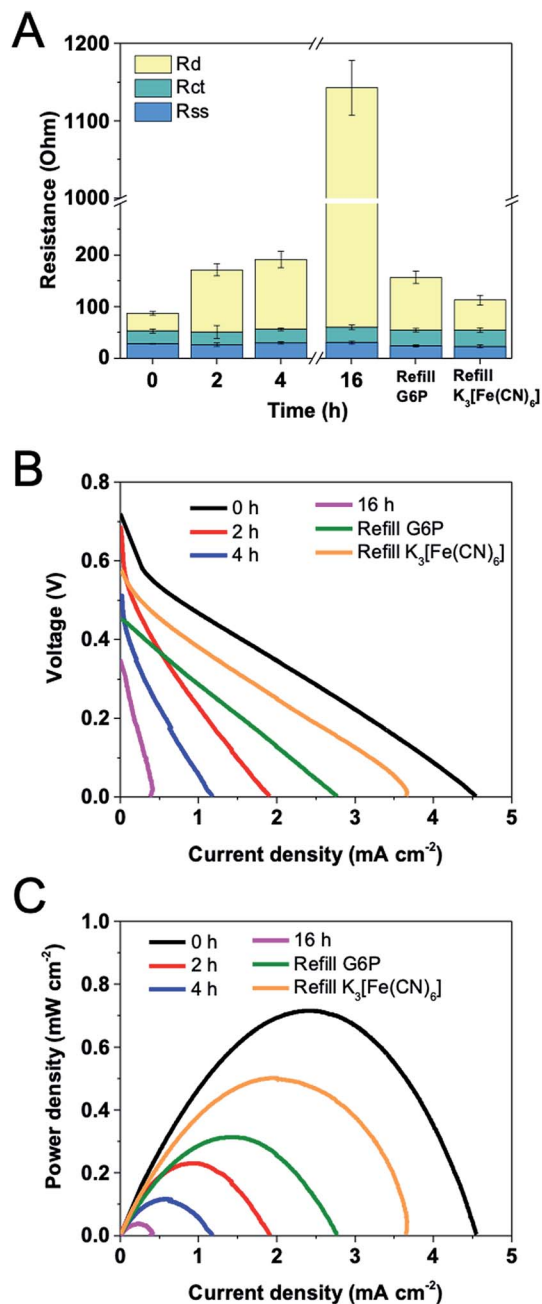 A
1200
1100
1000
200
100
0
Resistance (Ohm)
Rd
Rct
Rss
0
2
4
16
Refill
G6P
Refill
K₃[Fe(CN)₆]
Time (h)
B
0.8
0.6
0.4
0.2
0.0
Voltage (V)
0 h
2 h
4 h
16 h
Refill G6P
Refill K₃[Fe(CN)₆]
0 1 2 3 4 5
Current density (mA cm⁻²)
C
1.0
0.8
0.6
0.4
0.2
0.0
Power density (mW cm⁻²)
0 h
2 h
4 h
16 h
Refill G6P
Refill K₃[Fe(CN)₆]
0 1 2 3 4 5
Current density (mA cm⁻²)